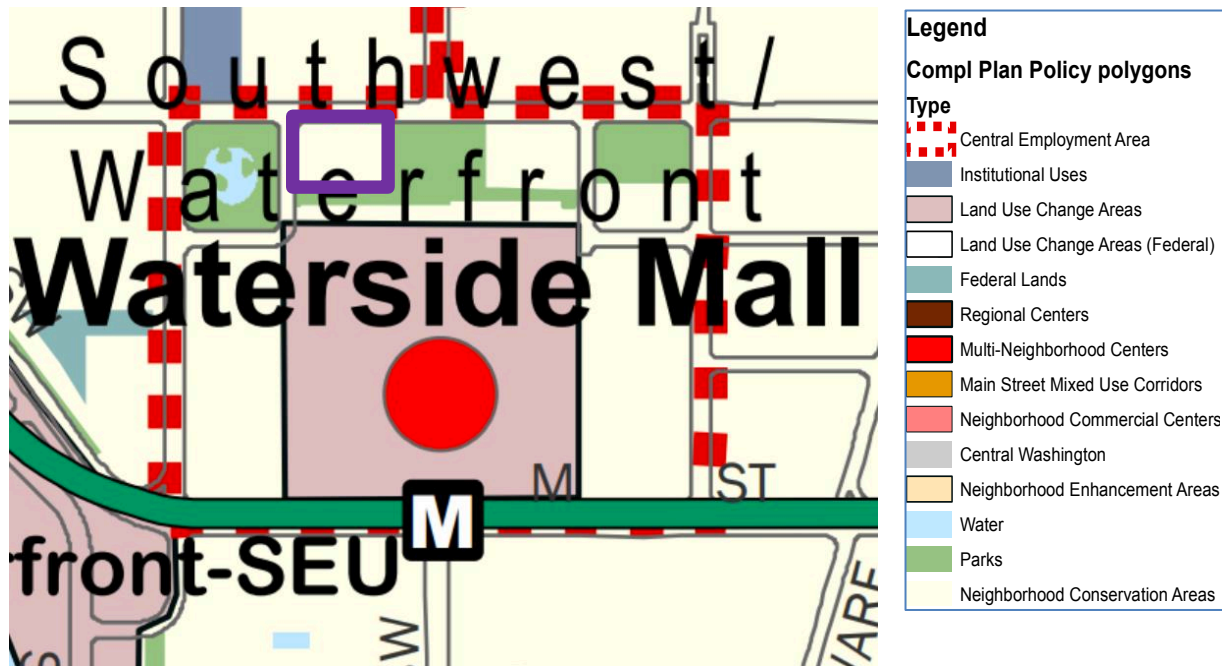 Southwest/
Waterfront
Waterside Mall
M ST
M
front-SEU
W
Legend
Compl Plan Policy polygons
Type
Central Employment Area
Institutional Uses
Land Use Change Areas
Land Use Change Areas (Federal)
Federal Lands
Regional Centers
Multi-Neighborhood Centers
Main Street Mixed Use Corridors
Neighborhood Commercial Centers
Central Washington
Neighborhood Enhancement Areas
Water
Parks
Neighborhood Conservation Areas